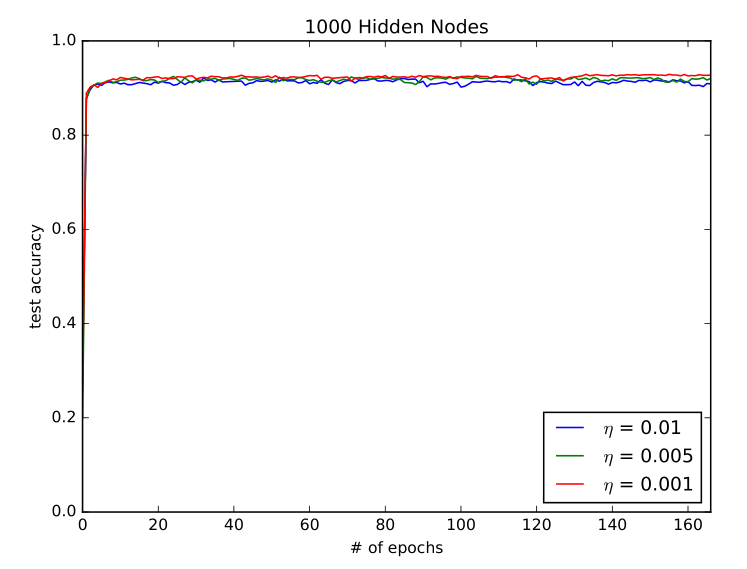 1000 Hidden Nodes
1.0
0.8
0.6
0.4
0.2
0.0
test accuracy
0 20 40 60 80 100 120 140 160
# of epochs
η = 0.01
η = 0.005
η = 0.001